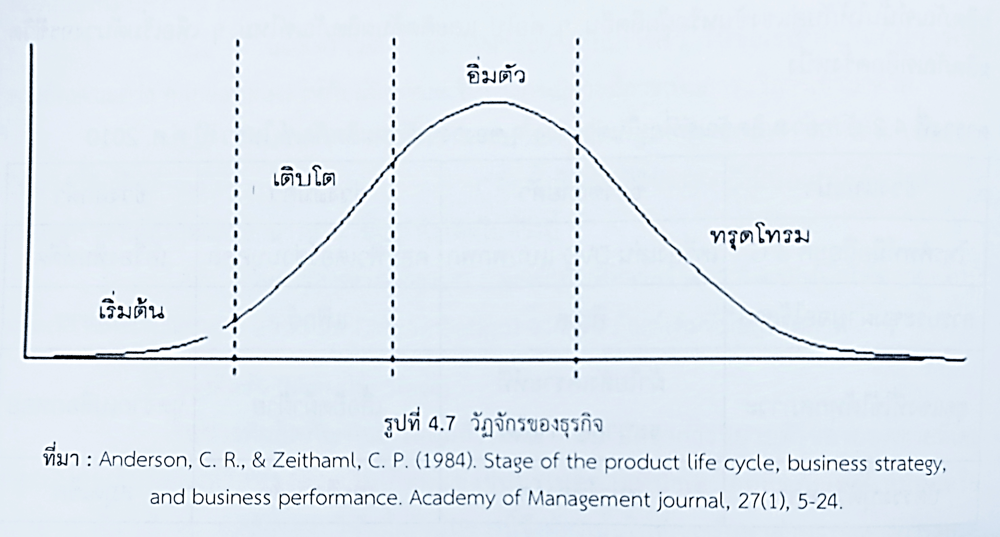 อิ่มตัว
เติบโต
ทรุดโทรม
เริ่มต้น
รูปที่ 4.7 วัฏจักรของธุรกิจ
ที่มา : Anderson, C. R., & Zeithaml, C. P. (1984). Stage of the product life cycle, business strategy,
and business performance. Academy of Management journal, 27(1), 5-24.